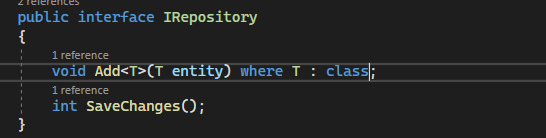 2 references
public interface IRepository
{
1 reference
void Add<T>(T entity) where T : class;
1 reference
int SaveChanges();
}